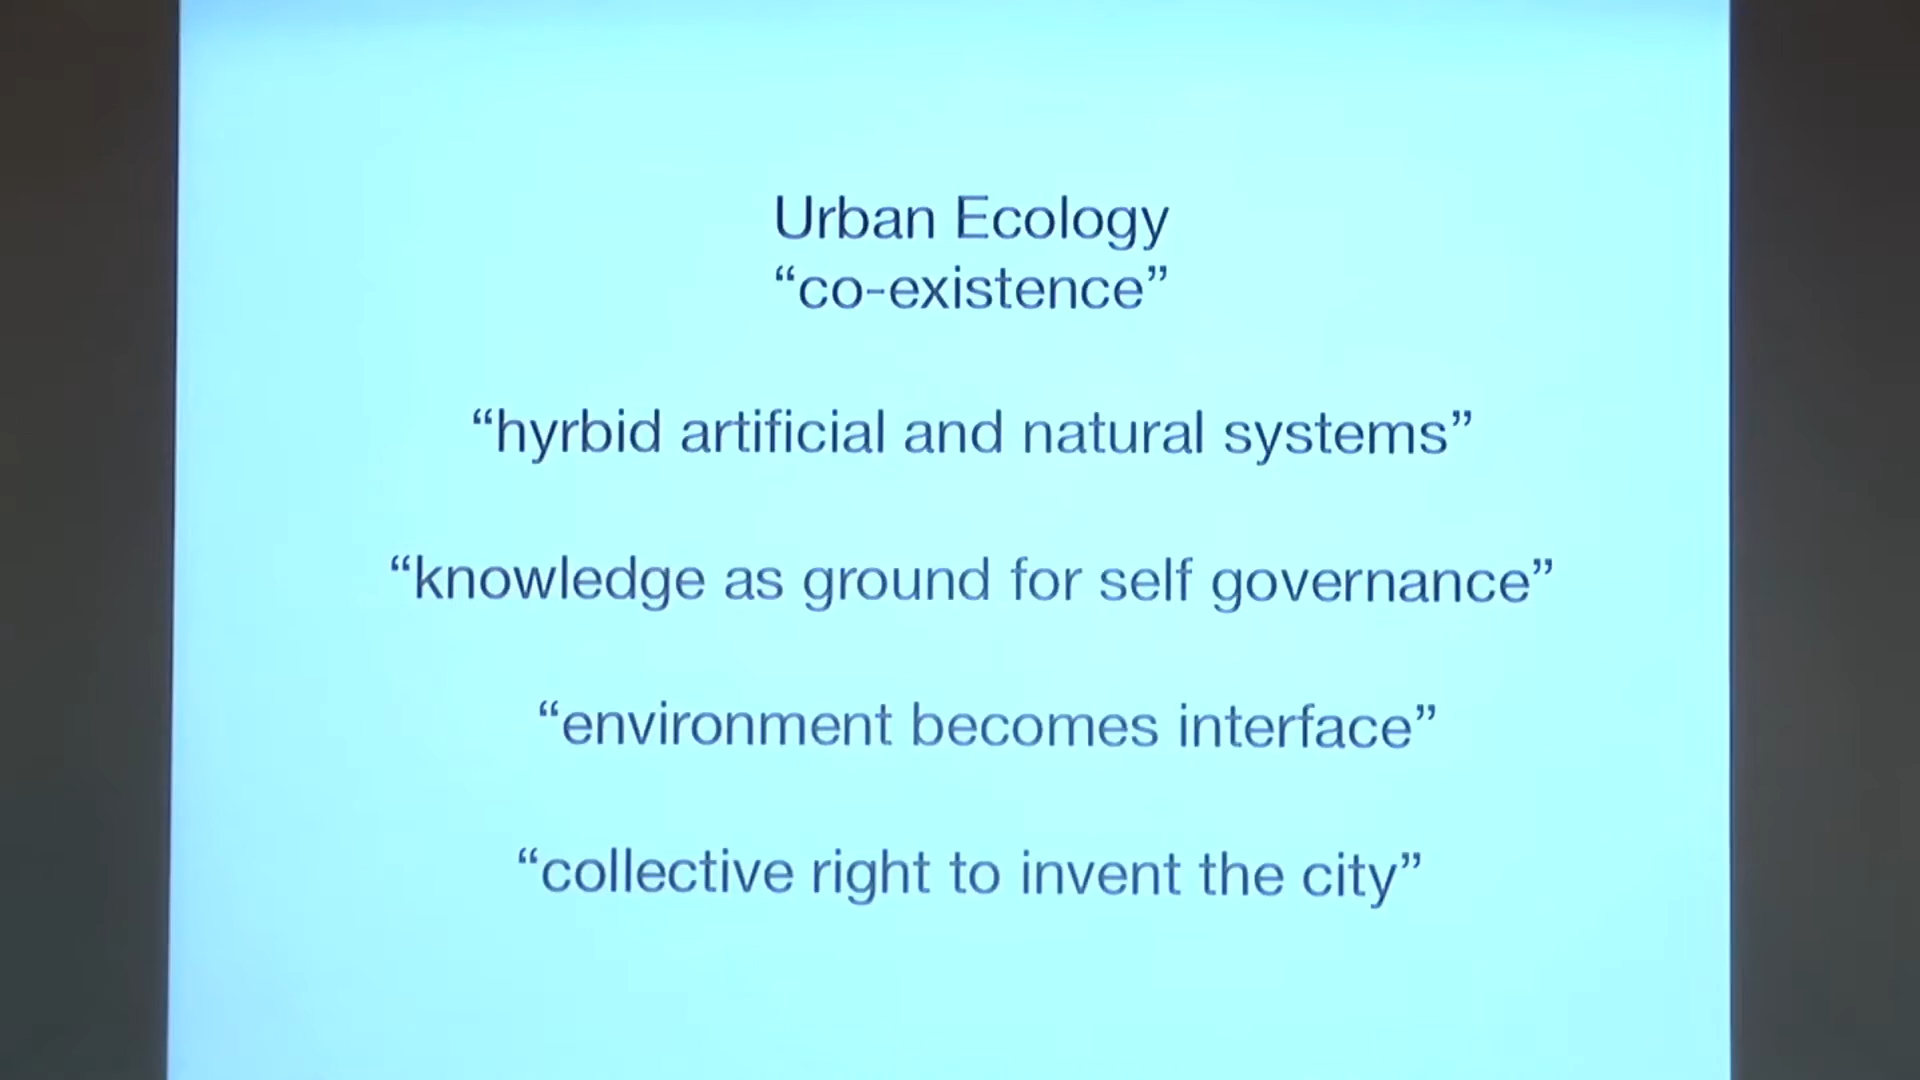 Urban Ecology
“co-existence”
“hyrbid artificial and natural systems”
“knowledge as ground for self governance”
“environment becomes interface”
“collective right to invent the city”